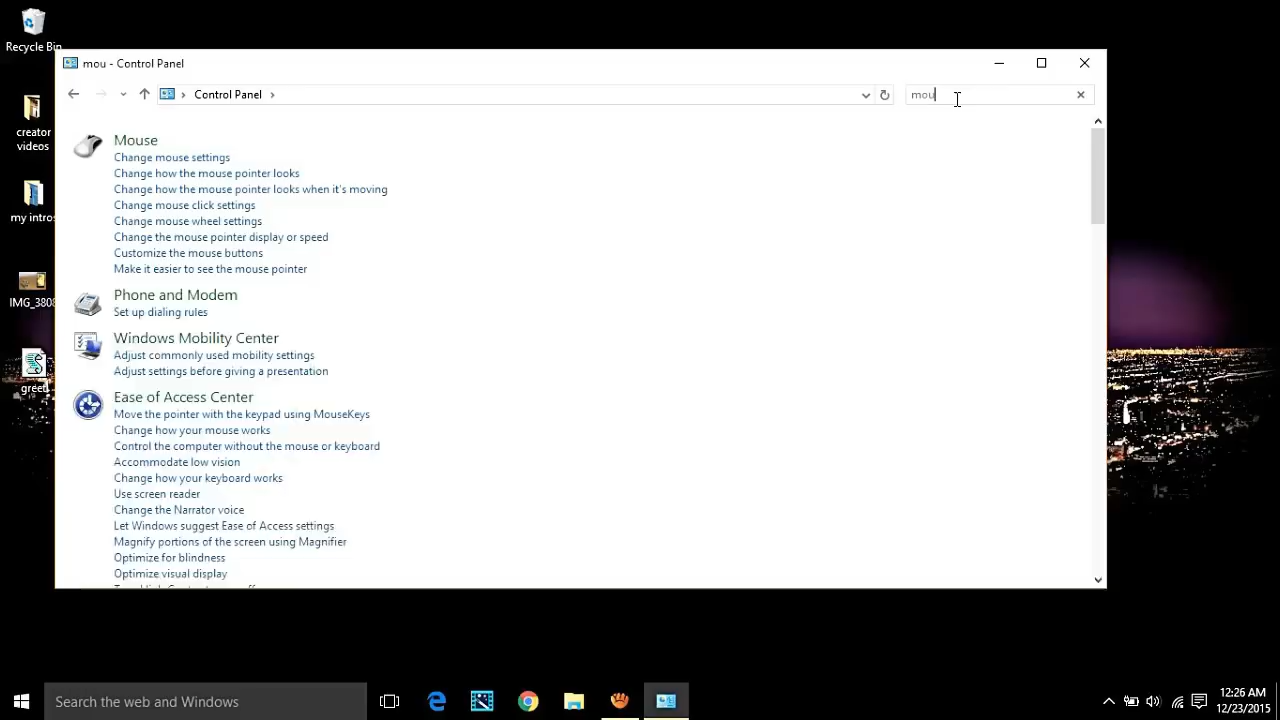 Recycle Bin
creator
videos
my intros
IMG_3808
greet
mou - Control Panel
Control Panel
mou
Mouse
Change mouse settings
Change how the mouse pointer looks
Change how the mouse pointer looks when it's moving
Change mouse click settings
Change mouse wheel settings
Change the mouse pointer display or speed
Customize the mouse buttons
Make it easier to see the mouse pointer
Phone and Modem
Set up dialing rules
Windows Mobility Center
Adjust commonly used mobility settings
Adjust settings before giving a presentation
Ease of Access Center
Move the pointer with the keypad using MouseKeys
Change how your mouse works
Control the computer without the mouse or keyboard
Accommodate low vision
Change how your keyboard works
Use screen reader
Change the Narrator voice
Let Windows suggest Ease of Access settings
Magnify portions of the screen using Magnifier
Optimize for blindness
Optimize visual display
Search the web and Windows
12:26 AM
12/23/2015